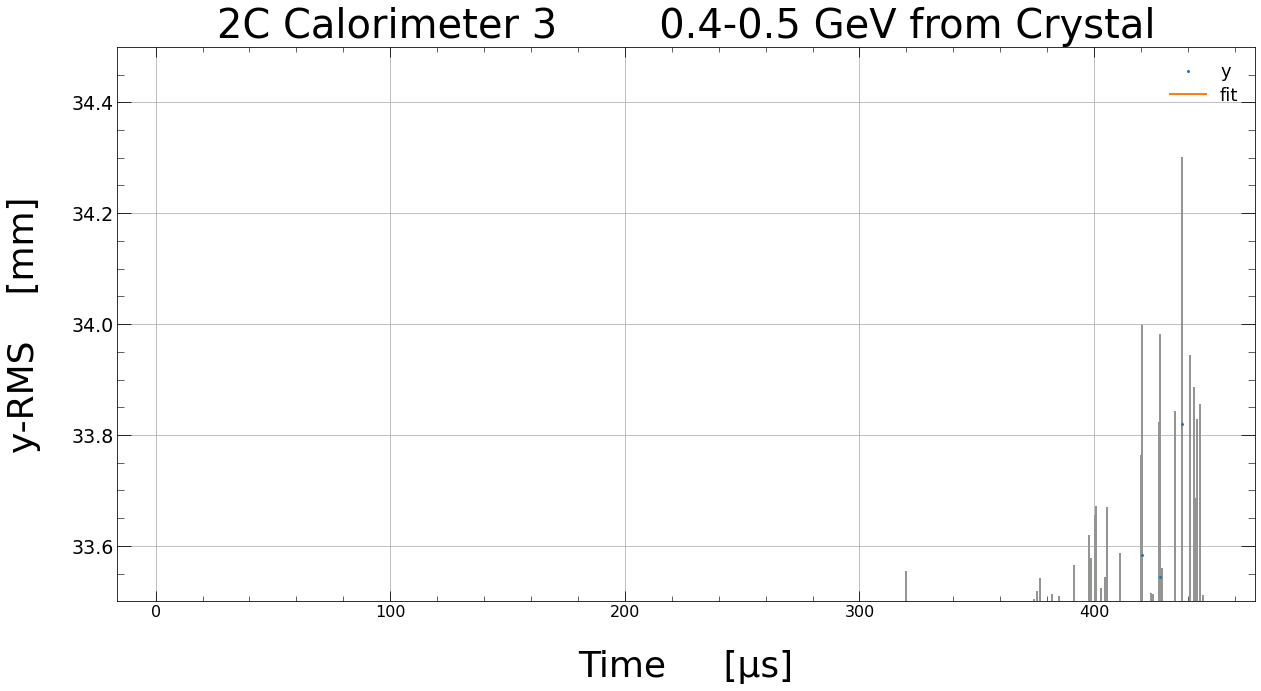 2C Calorimeter 3 0.4-0.5 GeV from Crystal
y
fit
34.4
34.2
34.0
33.8
33.6
y-RMS [mm]
0 100 200 300 400
Time [µs]